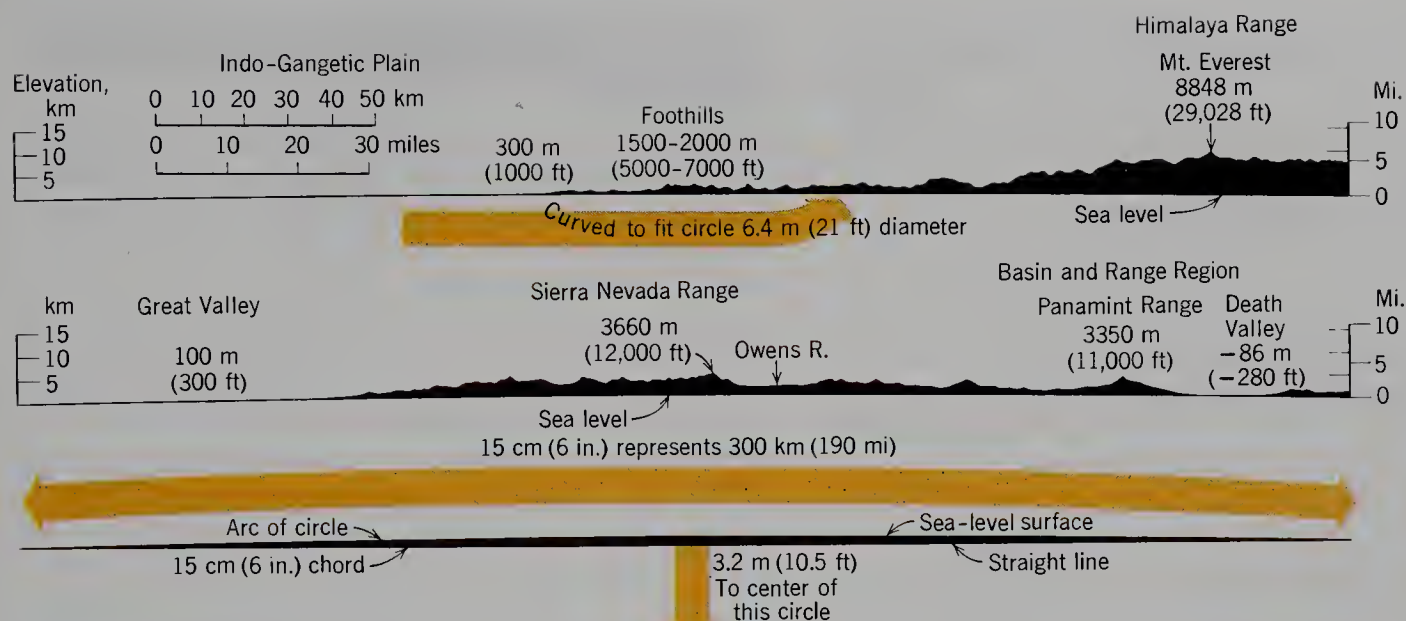 Himalaya Range
Indo-Gangetic Plain
Mt. Everest
8848 m
(29,028 ft)
Elevation,
km
0 10 20 30 40 50 km
Mi.
Foothills
15
10
5
0 10 20 30 miles
300 m
(1000 ft)
1500-2000 m
(5000-7000 ft)
10
5
0
Sea level
Curved to fit circle 6.4 m (21 ft) diameter
Basin and Range Region
km
Great Valley
Sierra Nevada Range
Panamint Range
3350 m
(11,000 ft)
Death
Valley
−86 m
(−280 ft)
Mi.
15
10
5
100 m
(300 ft)
3660 m
(12,000 ft)
Owens R.
10
5
0
Sea level
15 cm (6 in.) represents 300 km (190 mi)
Arc of circle
Sea-level surface
15 cm (6 in.) chord
3.2 m (10.5 ft)
To center of
this circle
Straight line